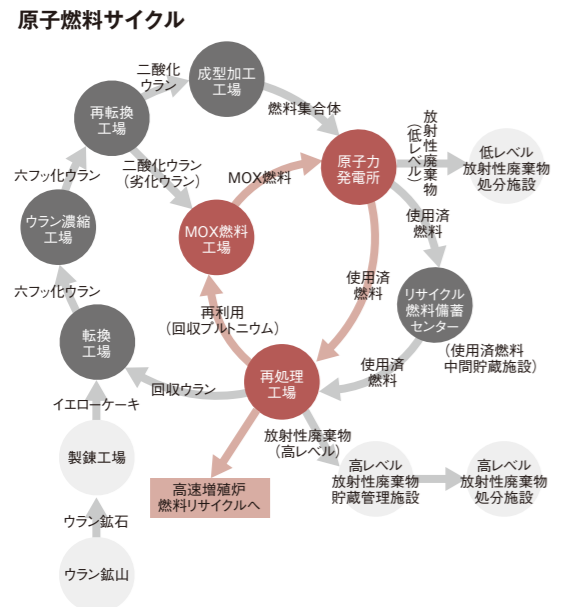 原子燃料サイクル
二酸化
ウラン
成型加工
工場
再転換
工場
燃料集合体
放射性廃棄物
（低レベル）
原子力
発電所
低レベル
放射性廃棄物
処分施設
六フッ化ウラン
二酸化ウラン
（劣化ウラン）
MOX燃料
使用済
燃料
ウラン濃縮
工場
MOX燃料
工場
使用済
燃料
リサイクル
燃料備蓄
センター
六フッ化ウラン
再利用
（回収プルトニウム）
転換
工場
（使用済燃料
中間貯蔵施設）
使用済
燃料
再処理
工場
回収ウラン
イエローケーキ
放射性廃棄物
（高レベル）
製錬工場
高レベル
放射性廃棄物
貯蔵管理施設
高レベル
放射性廃棄物
処分施設
高速増殖炉
燃料リサイクルへ
ウラン鉱石
ウラン鉱山